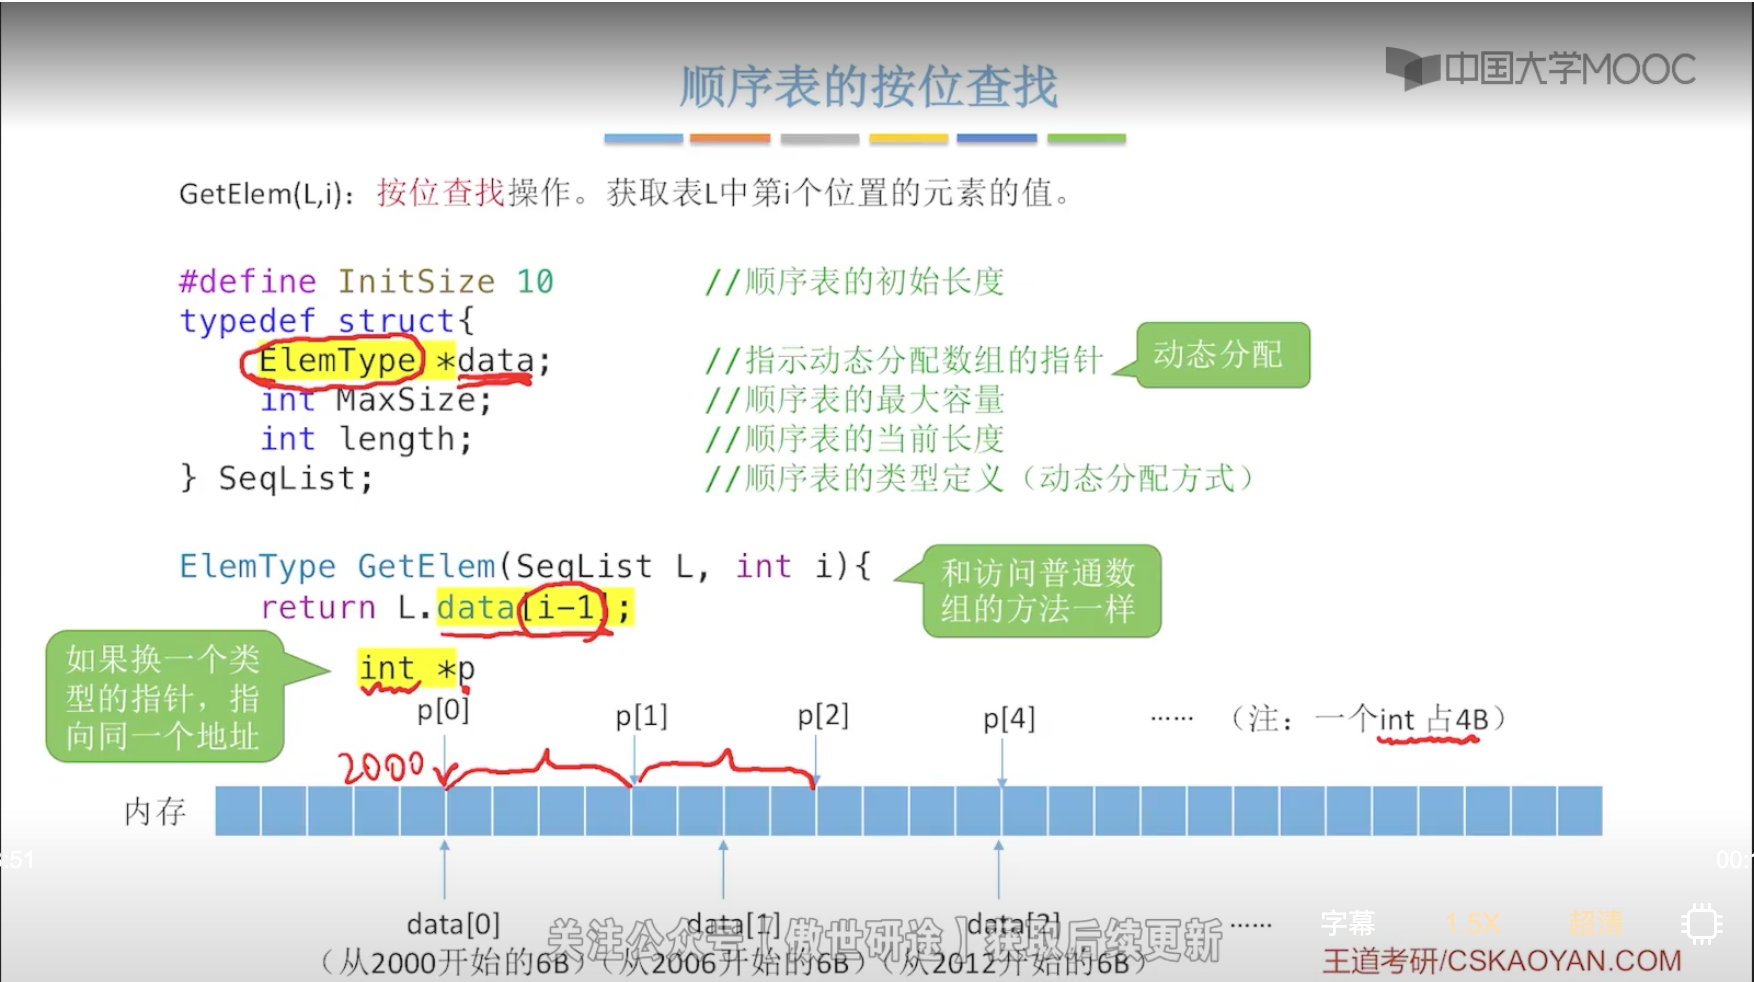 中国大学MOOC
顺序表的按位查找
GetElem(L,i)：按位查找操作。获取表L中第i个位置的元素的值。
#define InitSize 10 //顺序表的初始长度
typedef struct{
ElemType *data; //指示动态分配数组的指针 动态分配
int MaxSize; //顺序表的最大容量
int length; //顺序表的当前长度
} SeqList; //顺序表的类型定义（动态分配方式）
ElemType GetElem(SeqList L, int i){
return L.data[i-1];
和访问普通数
组的方法一样
如果换一个类
型的指针，指
向同一个地址
int *p
p[0] p[1] p[2] p[4] …… （注：一个int 占4B）
2000
内存
:51
00:
data[0] data[1] data[2] ……
（从2000开始的6B）（从2006开始的6B）（从2012开始的6B）
关注公众号【傲世研途】获取后续更新
字幕 1.5X 超清
王道考研/CSKAOYAN.COM